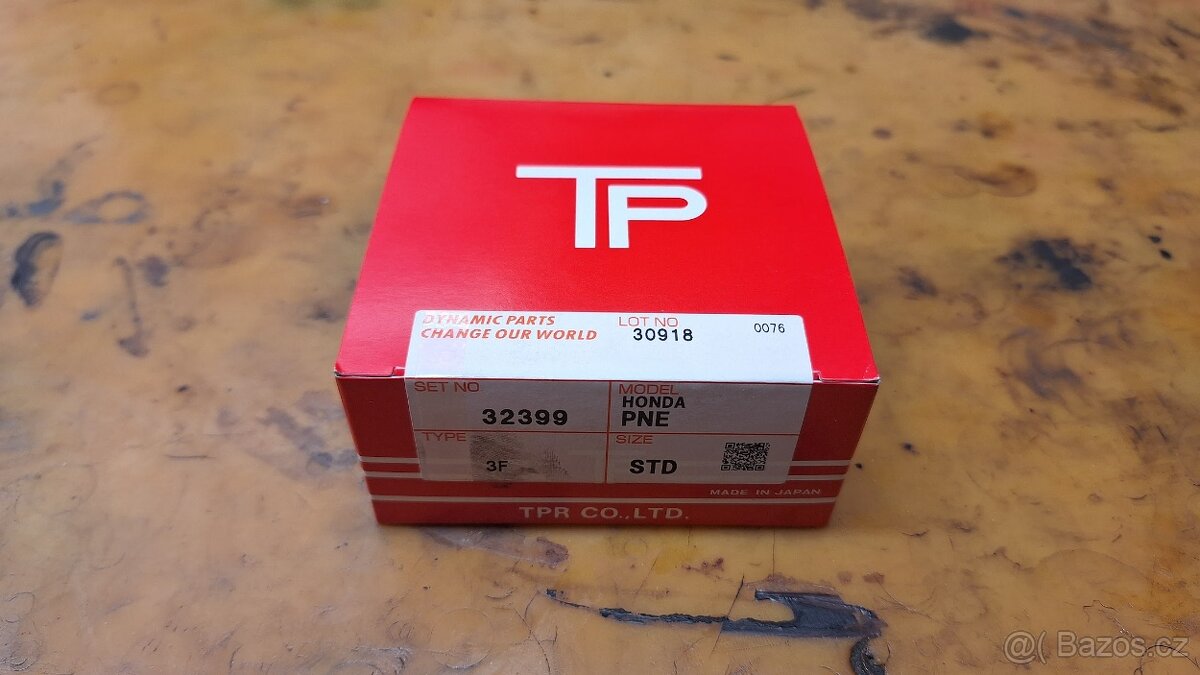 TP
DYNAMIC PARTS
CHANGE OUR WORLD
LOT NO
30918
0076
SET NO
32399
MODEL
HONDA
PNE
TYPE
3F
SIZE
STD
MADE IN JAPAN
TPR CO.,LTD.
@( Bazos.cz